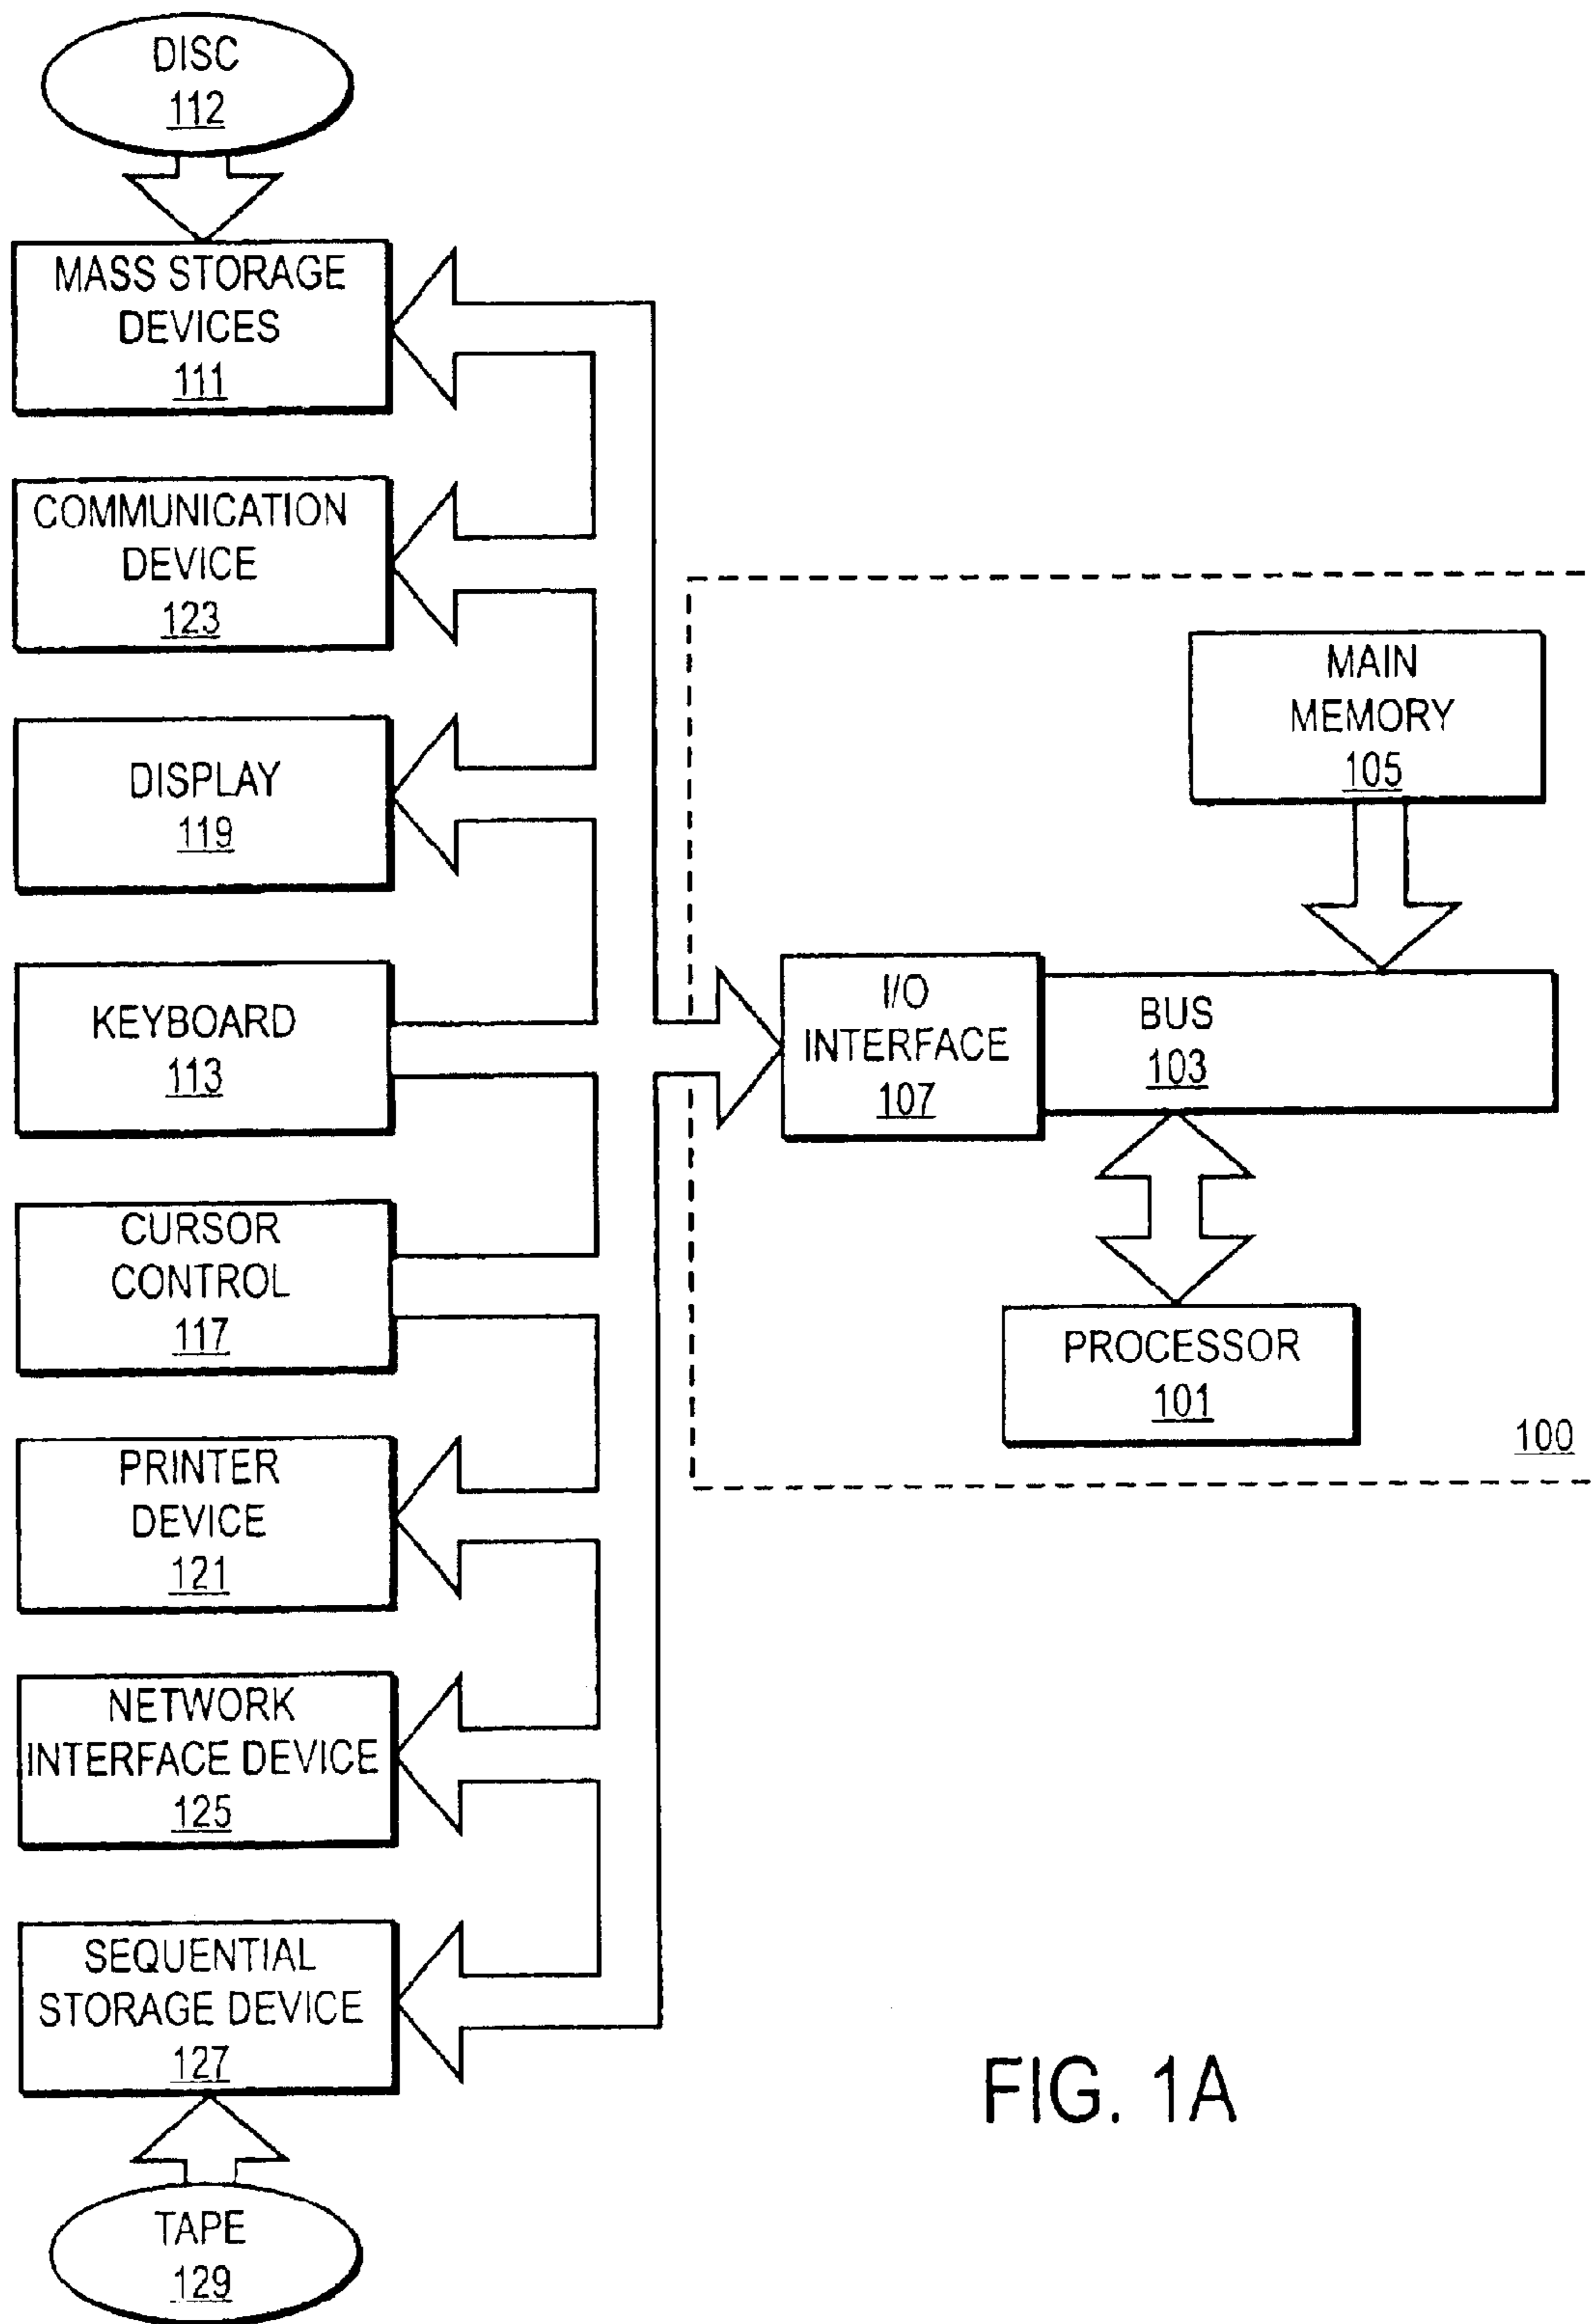 DISC
112
MASS STORAGE
DEVICES
111
COMMUNICATION
DEVICE
123
DISPLAY
119
KEYBOARD
113
CURSOR
CONTROL
117
PRINTER
DEVICE
121
NETWORK
INTERFACE DEVICE
125
SEQUENTIAL
STORAGE DEVICE
127
TAPE
129
MAIN
MEMORY
105
I/O
INTERFACE
107
BUS
103
PROCESSOR
101
100
FIG. 1A